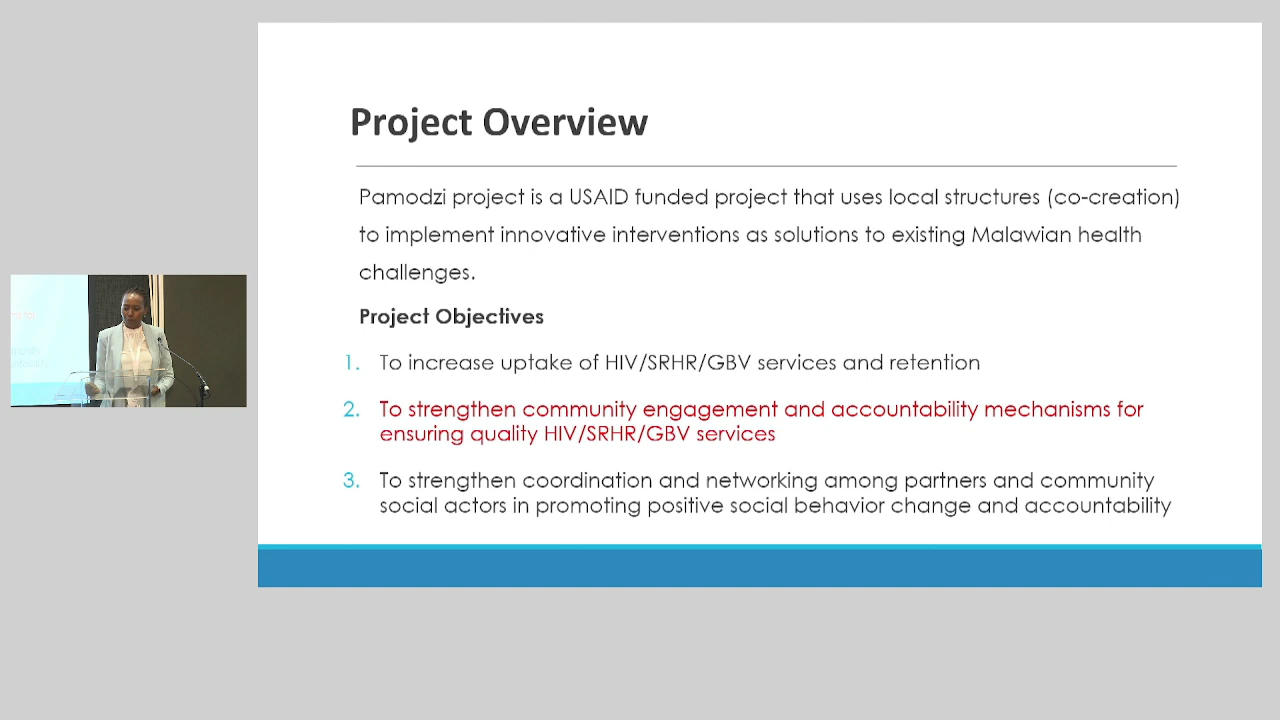 Project Overview
Pamodzi project is a USAID funded project that uses local structures (co-creation)
to implement innovative interventions as solutions to existing Malawian health
challenges.
Project Objectives
1. To increase uptake of HIV/SRHR/GBV services and retention
2. To strengthen community engagement and accountability mechanisms for
ensuring quality HIV/SRHR/GBV services
3. To strengthen coordination and networking among partners and community
social actors in promoting positive social behavior change and accountability